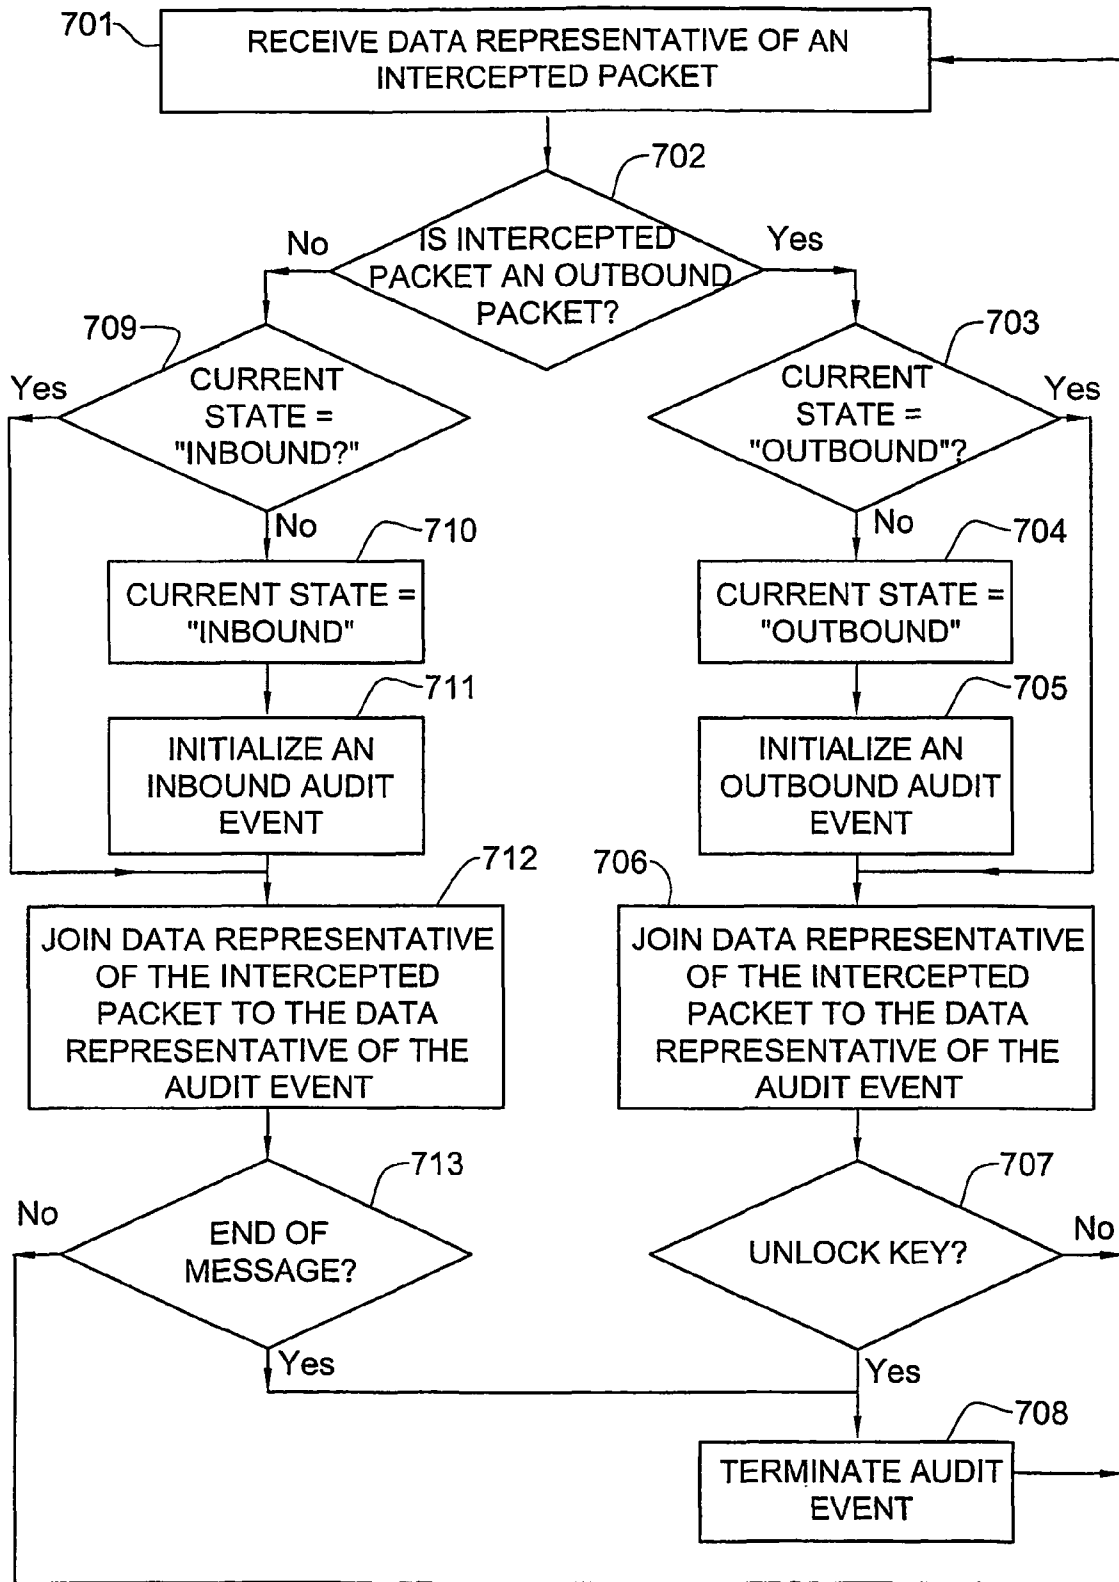 701
RECEIVE DATA REPRESENTATIVE OF AN
INTERCEPTED PACKET
702
No
IS INTERCEPTED
PACKET AN OUTBOUND
PACKET?
Yes
709
Yes
CURRENT
STATE =
"INBOUND?"
No
703
CURRENT
STATE =
"OUTBOUND"?
Yes
No
710
CURRENT STATE =
"INBOUND"
704
CURRENT STATE =
"OUTBOUND"
711
INITIALIZE AN
INBOUND AUDIT
EVENT
705
INITIALIZE AN
OUTBOUND AUDIT
EVENT
712
JOIN DATA REPRESENTATIVE
OF THE INTERCEPTED
PACKET TO THE DATA
REPRESENTATIVE OF THE
AUDIT EVENT
706
JOIN DATA REPRESENTATIVE
OF THE INTERCEPTED
PACKET TO THE DATA
REPRESENTATIVE OF THE
AUDIT EVENT
713
No
END OF
MESSAGE?
Yes
707
UNLOCK KEY?
No
Yes
708
TERMINATE AUDIT
EVENT